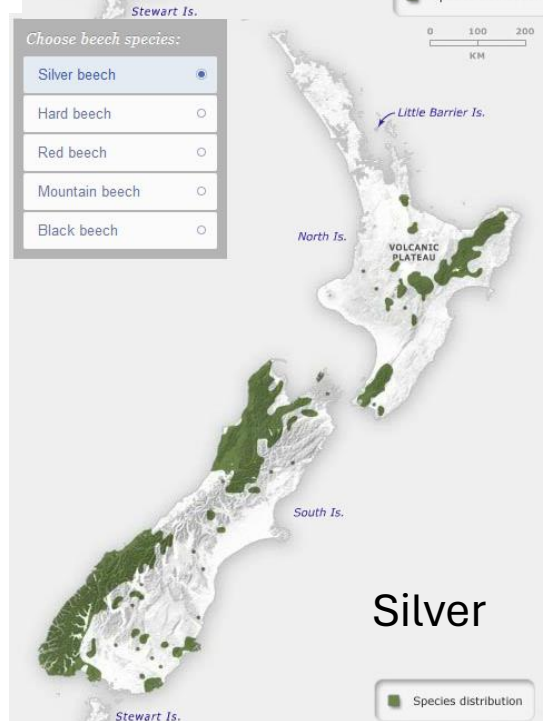 Stewart Is.
Choose beech species:
Silver beech
Hard beech
Red beech
Mountain beech
Black beech
0 100 200
KM
Little Barrier Is.
North Is.
VOLCANIC
PLATEAU
South Is.
Silver
Species distribution
Stewart Is.